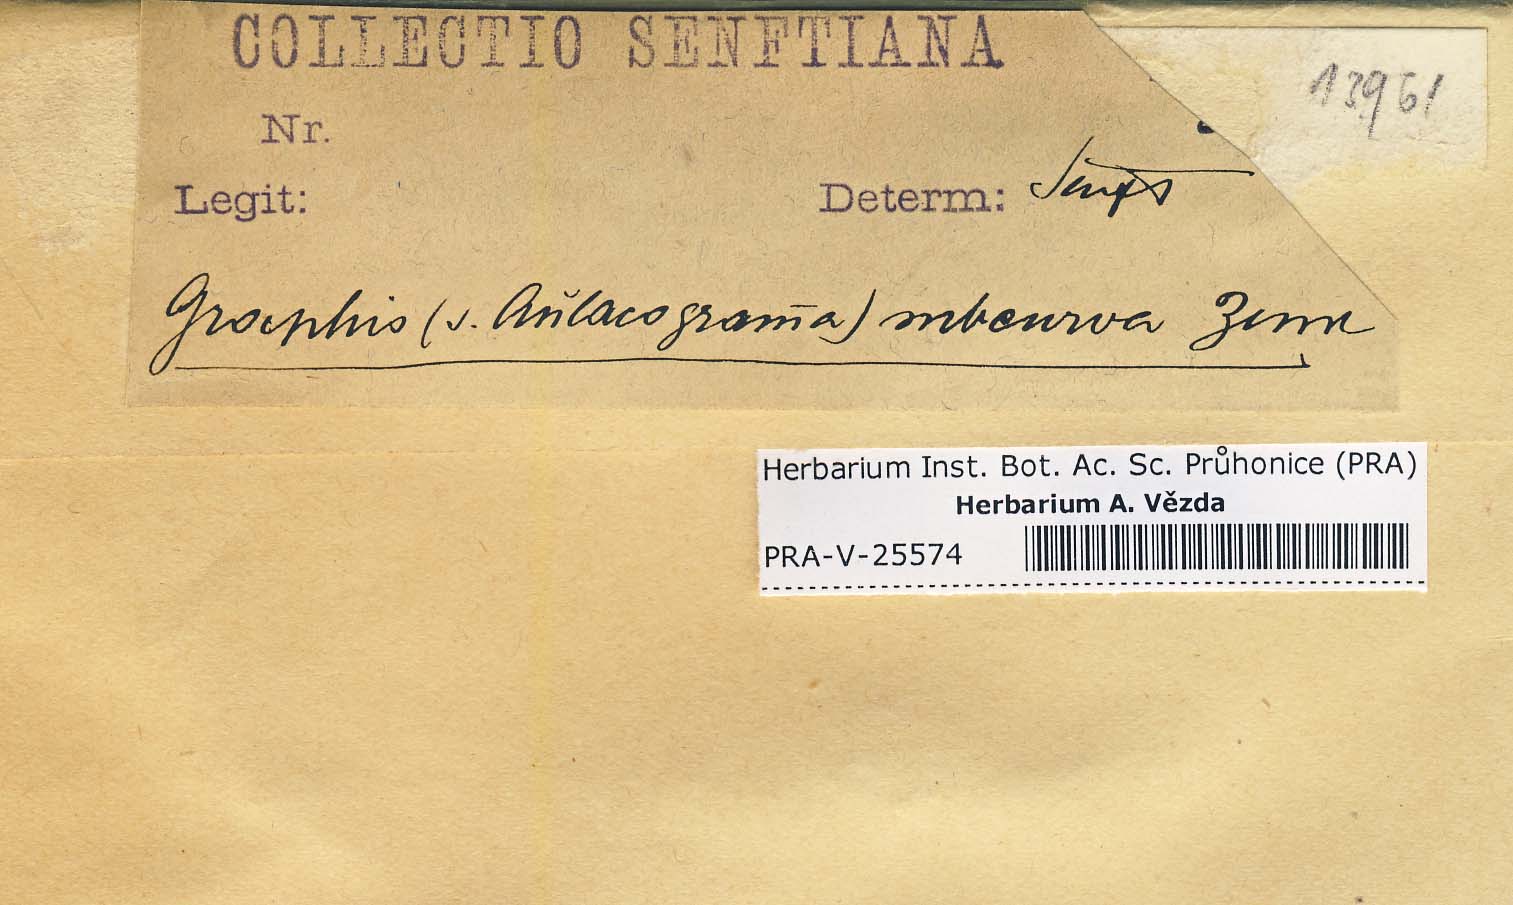 COLLECTIO SENFTIANA
13961
Nr.
Legit:
Determ: Senft
Graphis (s. Aulacogramma) subcurva Zenk
Herbarium Inst. Bot. Ac. Sc. Průhonice (PRA)
Herbarium A. Vězda
PRA-V-25574